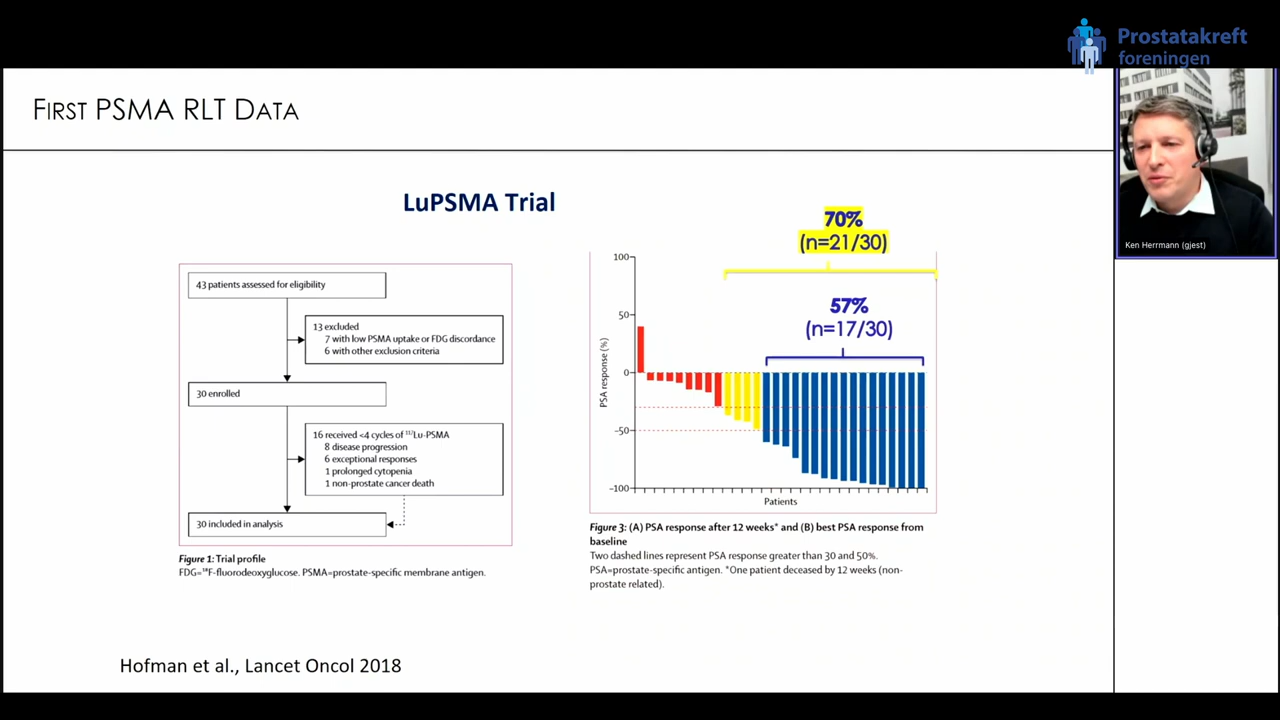 Prostatakreft
foreningen
FIRST PSMA RLT DATA
Ken Herrmann (gjest)
LuPSMA Trial
43 patients assessed for eligibility
13 excluded
7 with low PSMA uptake or FDG discordance
6 with other exclusion criteria
30 enrolled
16 received <4 cycles of ¹⁷⁷Lu-PSMA
8 disease progression
6 exceptional responses
1 prolonged cytopenia
1 non-prostate cancer death
30 included in analysis
Figure 1: Trial profile
FDG=¹⁸F-fluorodeoxyglucose. PSMA=prostate-specific membrane antigen.
70%
(n=21/30)
57%
(n=17/30)
100
50
0
−50
−100
PSA response (%)
Patients
Figure 3: (A) PSA response after 12 weeks* and (B) best PSA response from
baseline
Two dashed lines represent PSA response greater than 30 and 50%.
PSA=prostate-specific antigen. *One patient deceased by 12 weeks (non-
prostate related).
Hofman et al., Lancet Oncol 2018